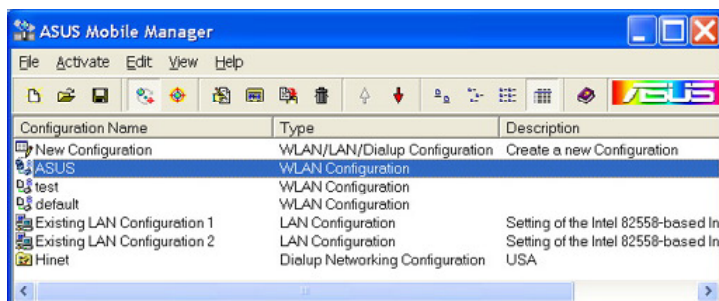 ASUS Mobile Manager
File Activate Edit View Help
ASUS
Configuration Name Type Description
New Configuration WLAN/LAN/Dialup Configuration Create a new Configuration
ASUS WLAN Configuration
test WLAN Configuration
default WLAN Configuration
Existing LAN Configuration 1 LAN Configuration Setting of the Intel 82558-based In
Existing LAN Configuration 2 LAN Configuration Setting of the Intel 82558-based In
Hinet Dialup Networking Configuration USA